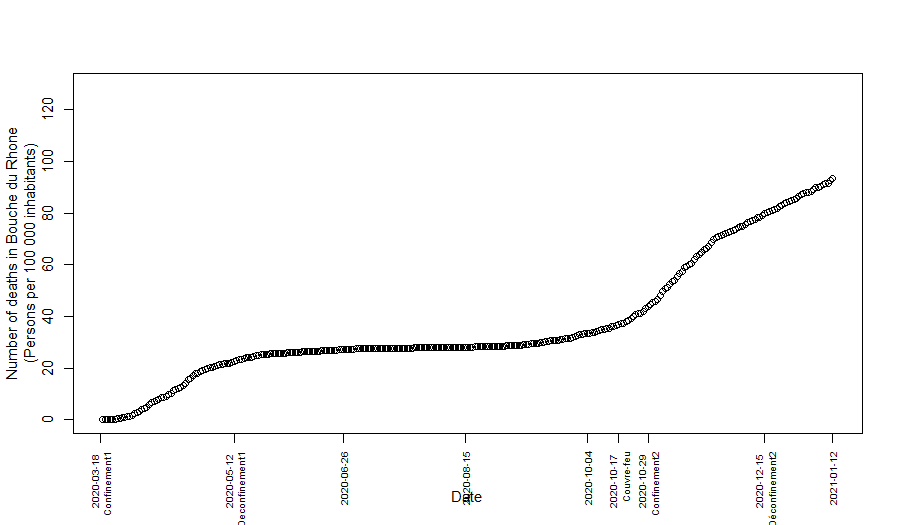 Number of deaths in Bouche du Rhone
(Persons per 100 000 inhabitants)
120
100
80
60
40
20
0
2020-03-18
Confinement1
2020-05-12
Deconfinement1
2020-06-26
2020-08-15
2020-10-04
2020-10-17
Couvre-feu
2020-10-29
Confinement2
2020-12-15
Déconfinement2
2021-01-12
Date